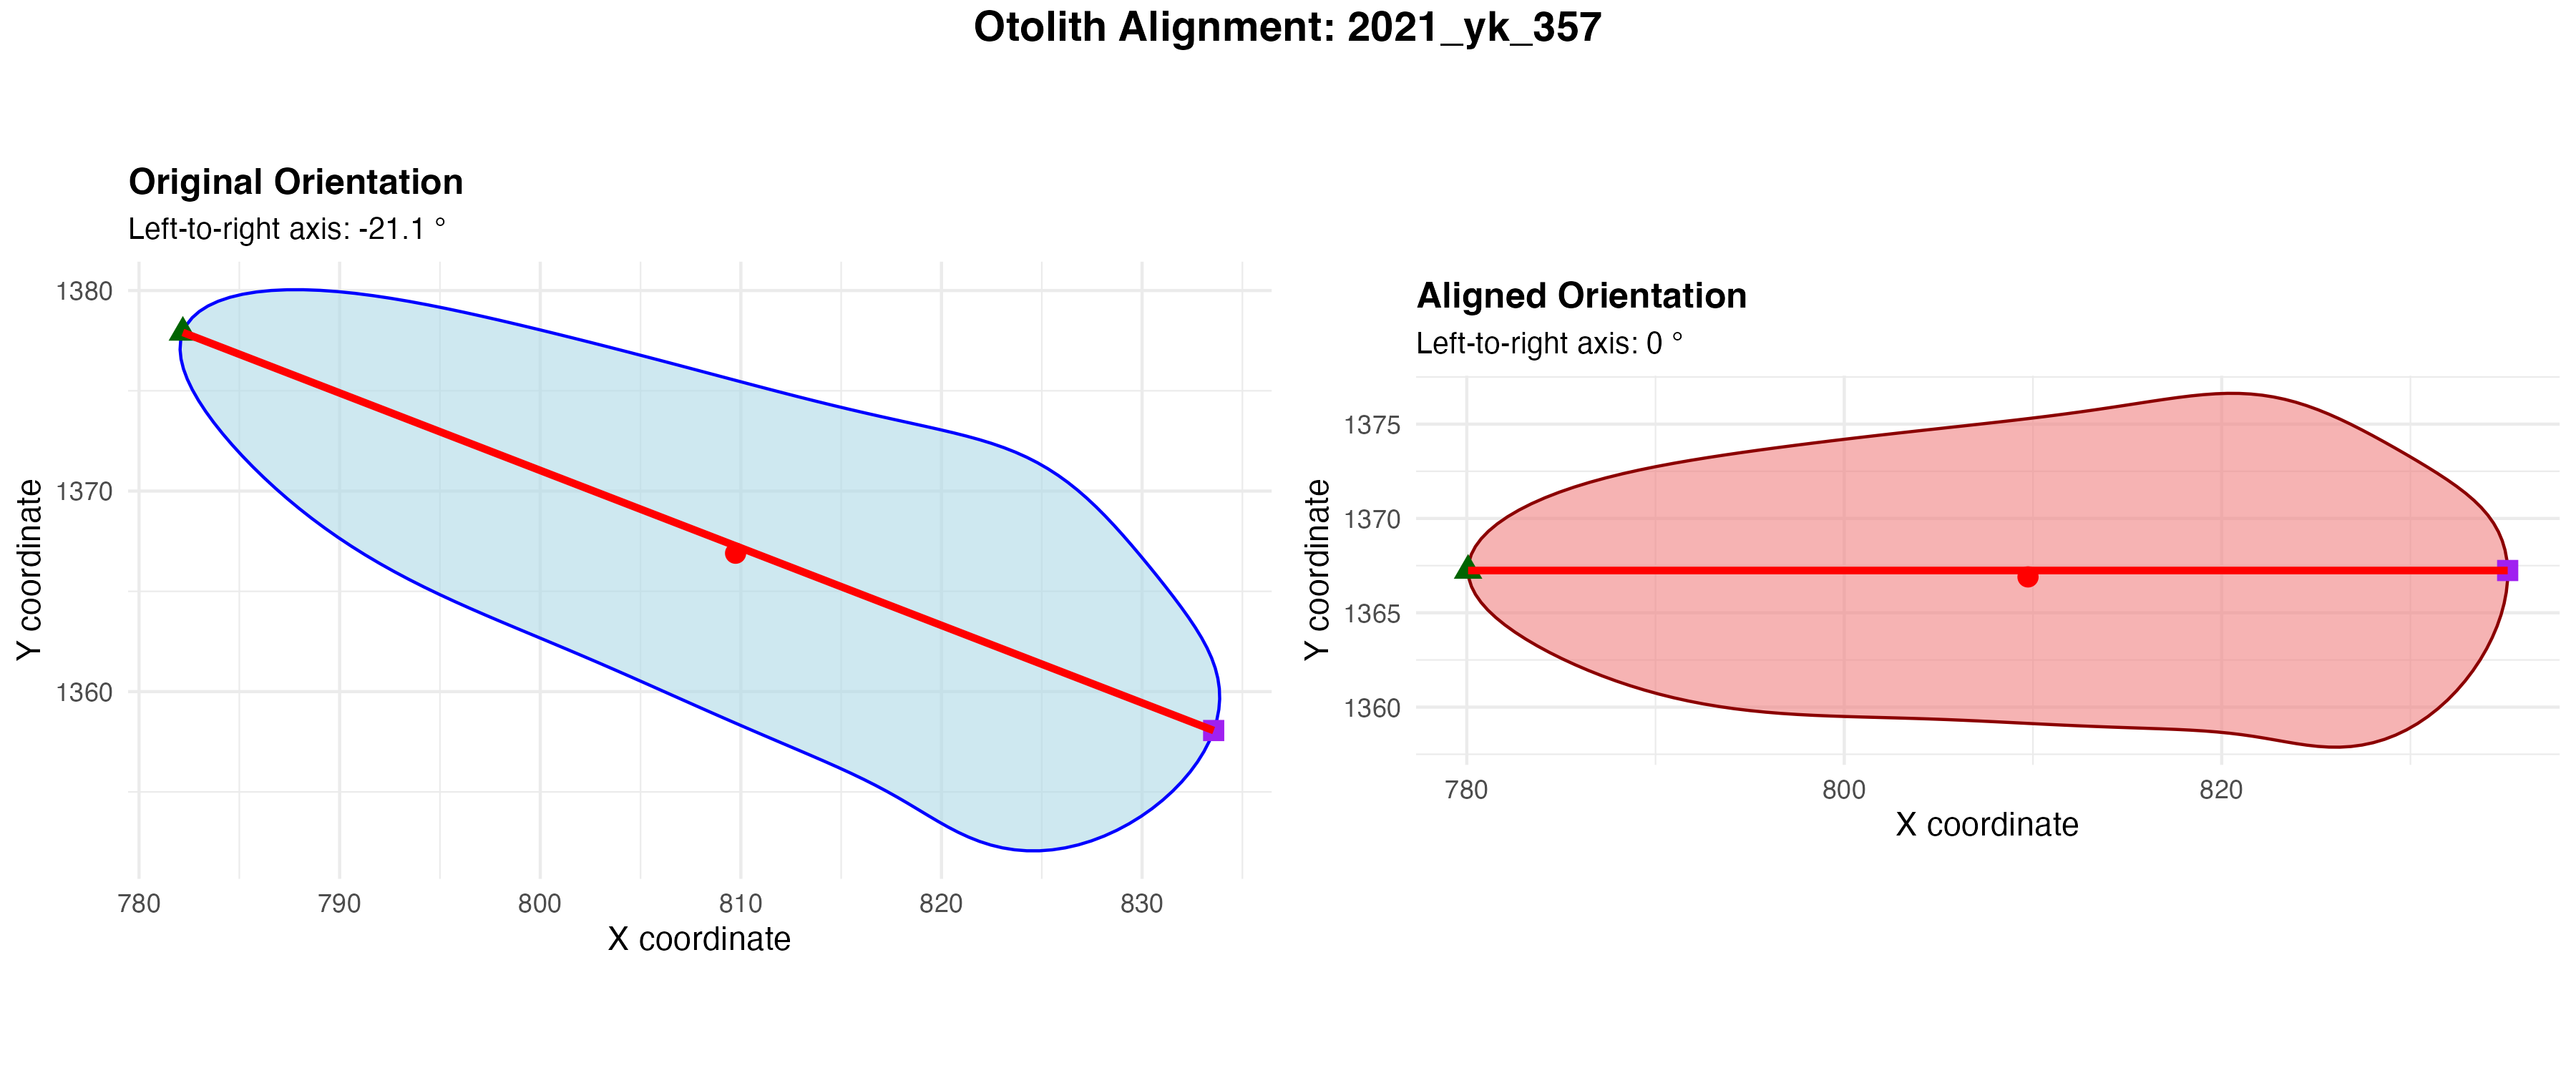 Otolith Alignment: 2021_yk_357
Original Orientation
Left-to-right axis: -21.1 °
1380
1370
1360
Y coordinate
780 790 800 810 820 830
X coordinate
Aligned Orientation
Left-to-right axis: 0 °
1375
1370
1365
1360
Y coordinate
780 800 820
X coordinate